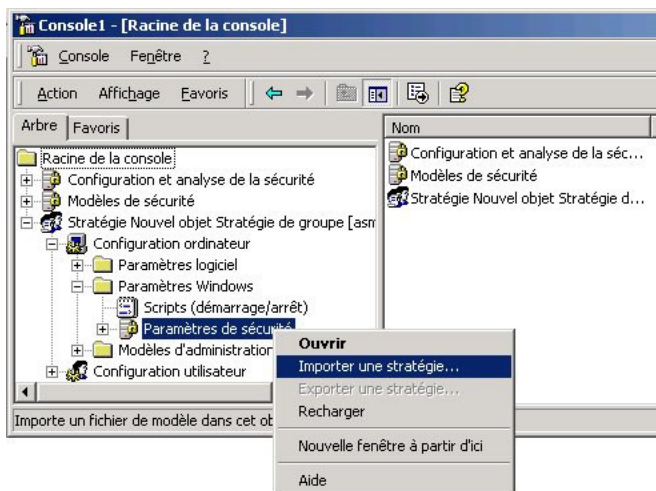 Console1 - [Racine de la console]
Console Fenêtre ?
Action Affichage Favoris
Arbre Favoris
Nom
Racine de la console
Configuration et analyse de la sécurité
Modèles de sécurité
Stratégie Nouvel objet Stratégie de groupe [asm
Configuration ordinateur
Paramètres logiciel
Paramètres Windows
Scripts (démarrage/arrêt)
Paramètres de sécurité
Modèles d'administration
Configuration utilisateur
Configuration et analyse de la séc...
Modèles de sécurité
Stratégie Nouvel objet Stratégie d...
Ouvrir
Importer une stratégie...
Exporter une stratégie...
Recharger
Nouvelle fenêtre à partir d'ici
Aide
Importe un fichier de modèle dans cet ob